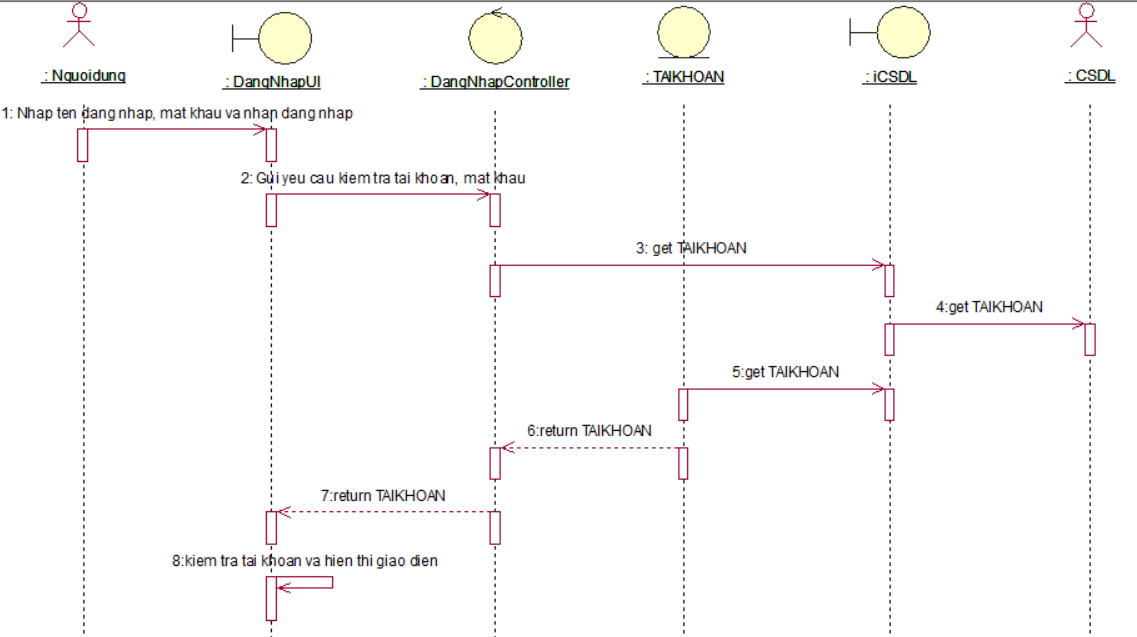 : Nguoidung
: DangNhapUI
: DangNhapController
: TAIKHOAN
: iCSDL
: CSDL
1: Nhap ten dang nhap, mat khau va nhan dang nhap
2: Gui yeu cau kiem tra tai khoan, mat khau
3: get TAIKHOAN
4:get TAIKHOAN
5:get TAIKHOAN
6:return TAIKHOAN
7:return TAIKHOAN
8:kiem tra tai khoan va hien thi giao dien